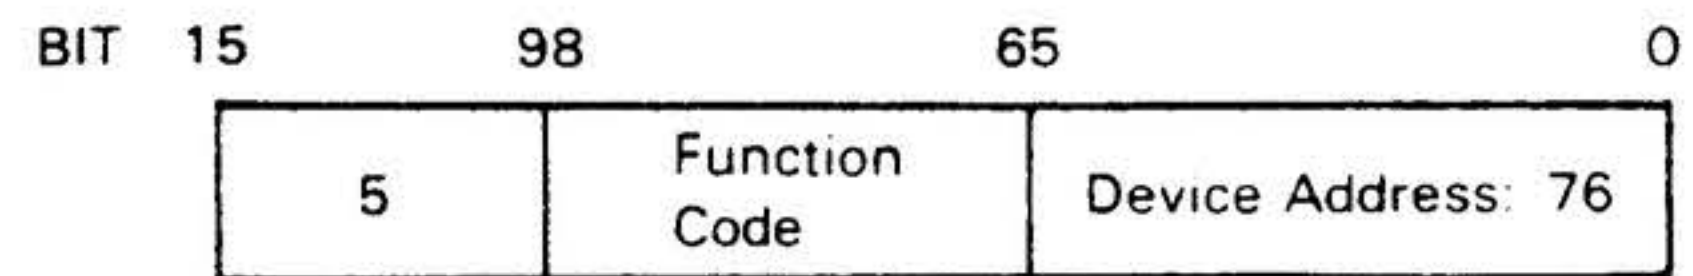 BIT 15 98 65 0
5 Function Code Device Address: 76